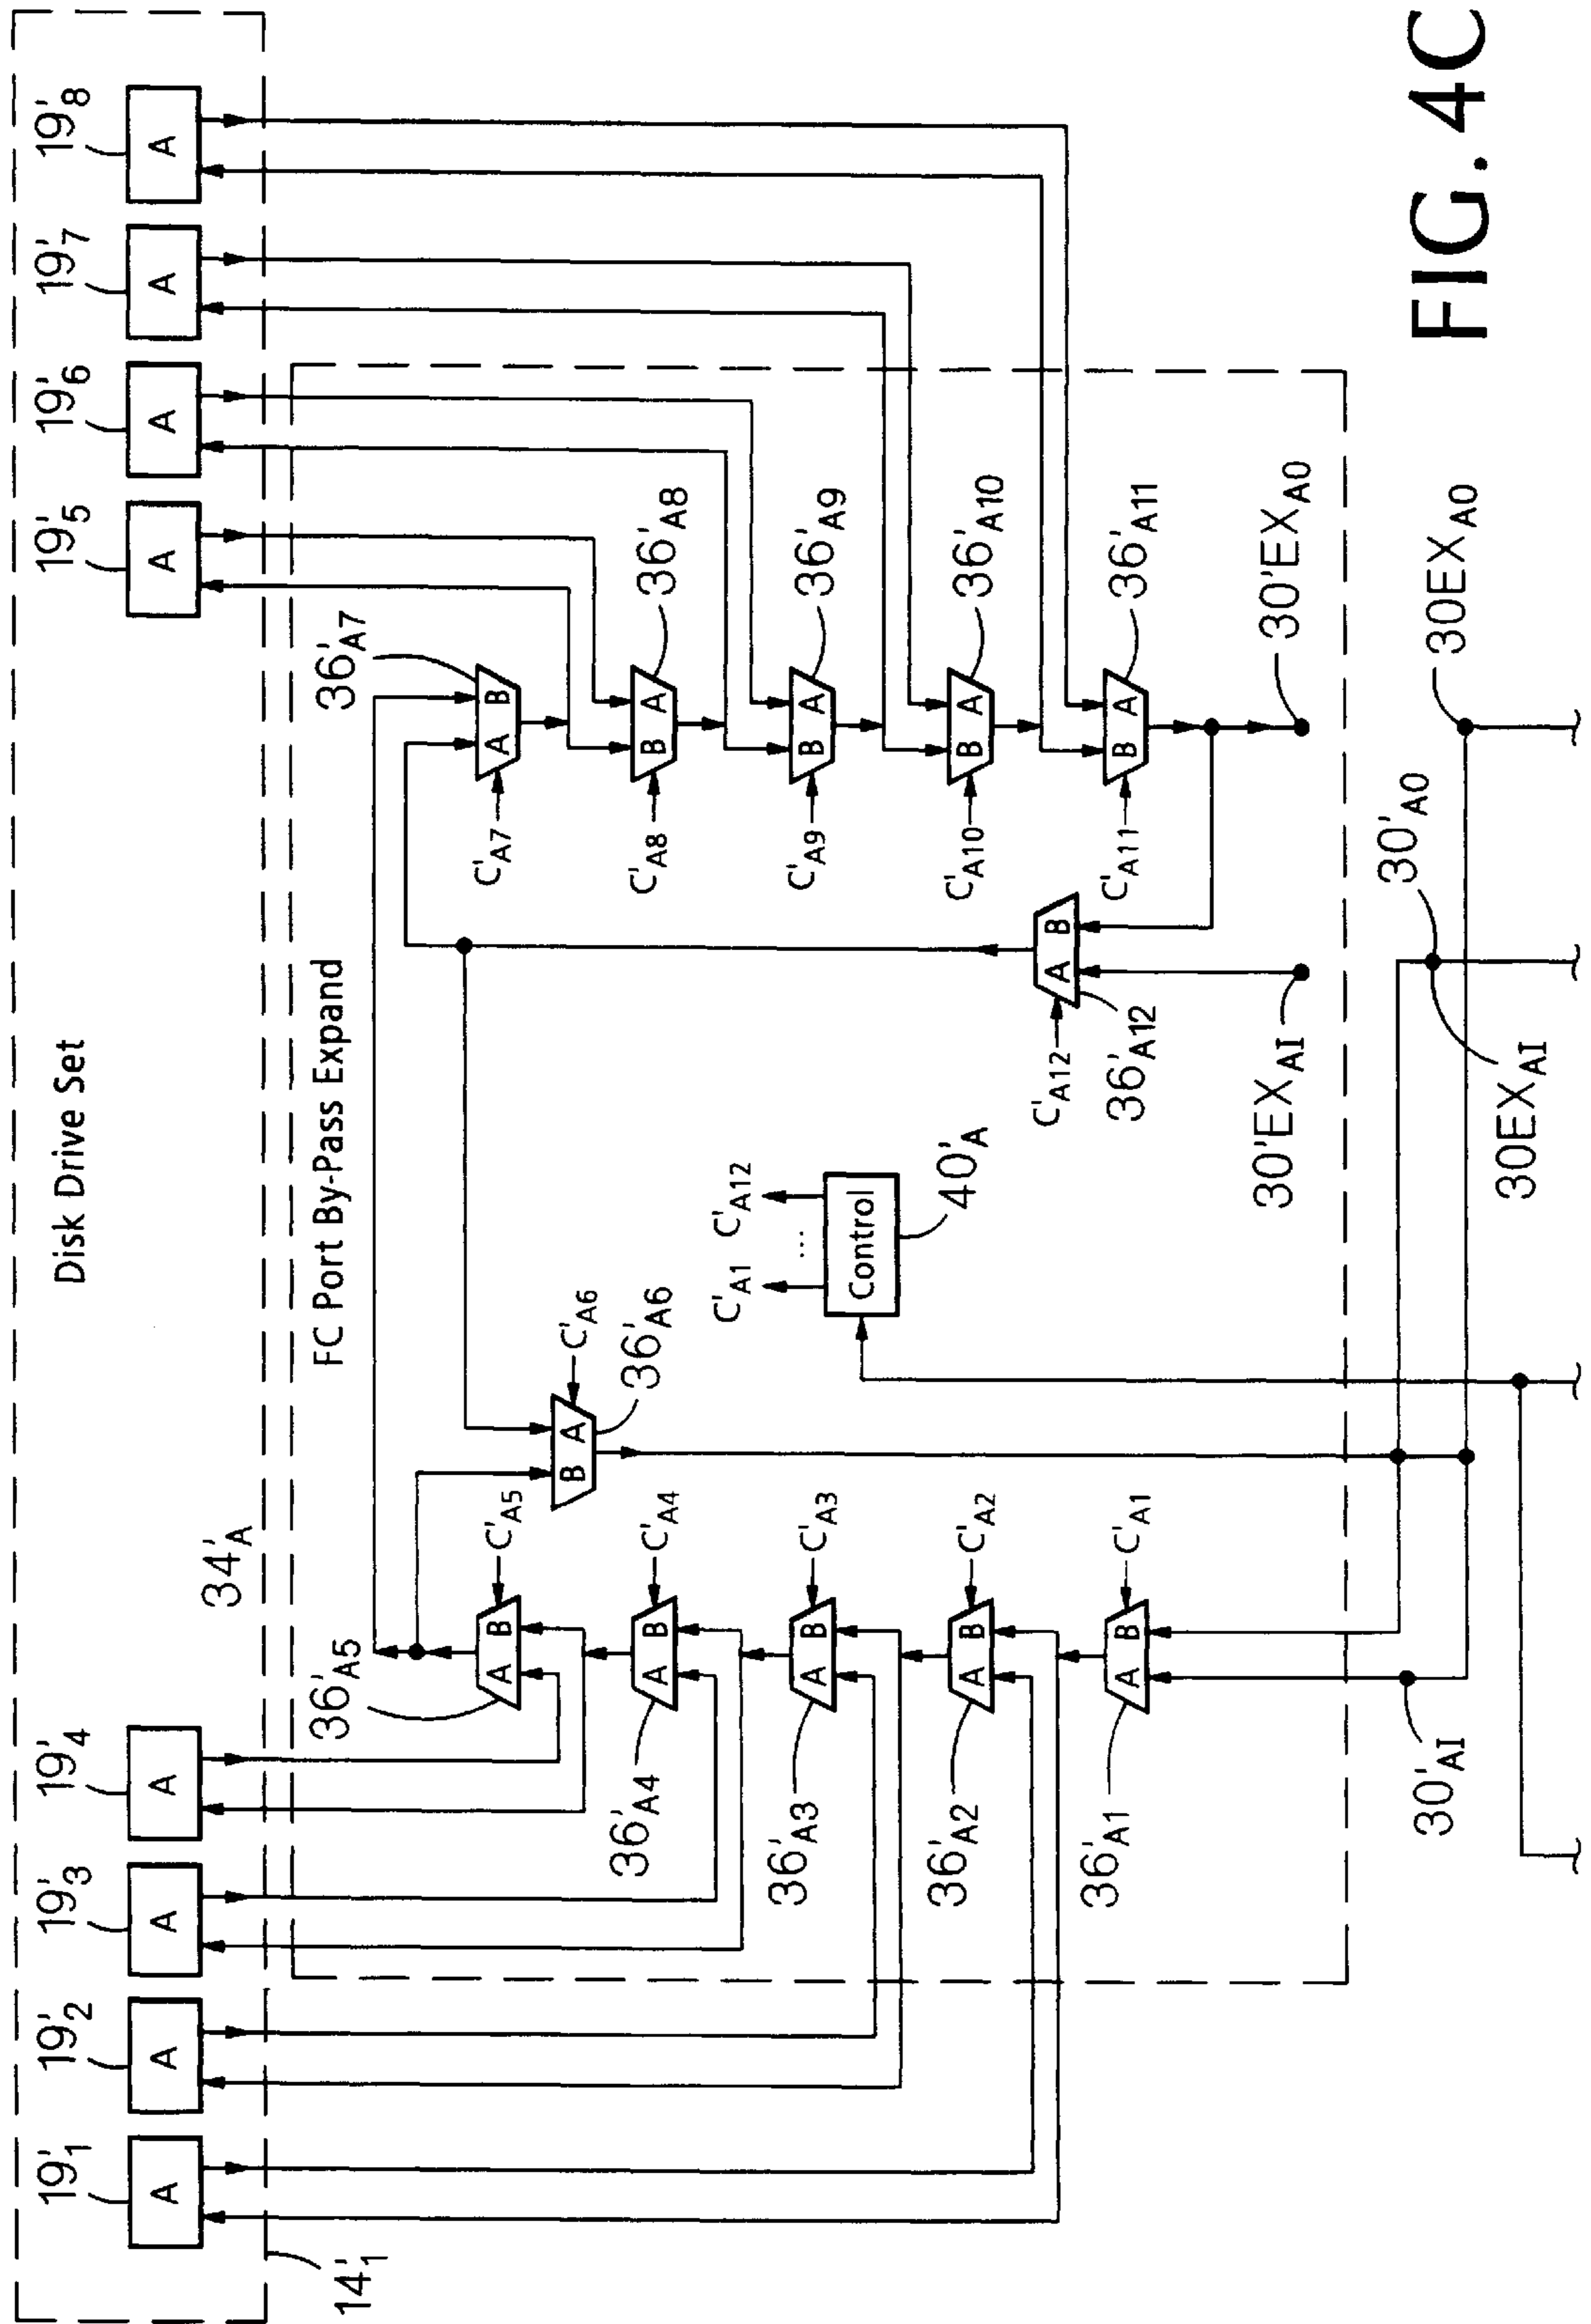 Disk Drive Set
19'1
19'2
19'3
19'4
19'5
19'6
19'7
19'8
A
A
A
A
A
A
A
A
14'1
34'A
FC Port By-Pass Expand
36'A5
A B
C'A5
36'A7
A B
C'A7
B A
C'A6
36'A6
36'A4
A B
C'A4
C'A8
B A
36'A8
36'A3
A B
C'A3
C'A1 ... C'A12
Control
40'A
C'A9
B A
36'A9
36'A2
A B
C'A2
C'A10
B A
36'A10
36'A1
A B
C'A1
C'A12
A B
36'A12
C'A11
B A
36'A11
30'EXAI
30'EXAO
30'AI
30'AO
30EXAI
30EXAO
FIG. 4C